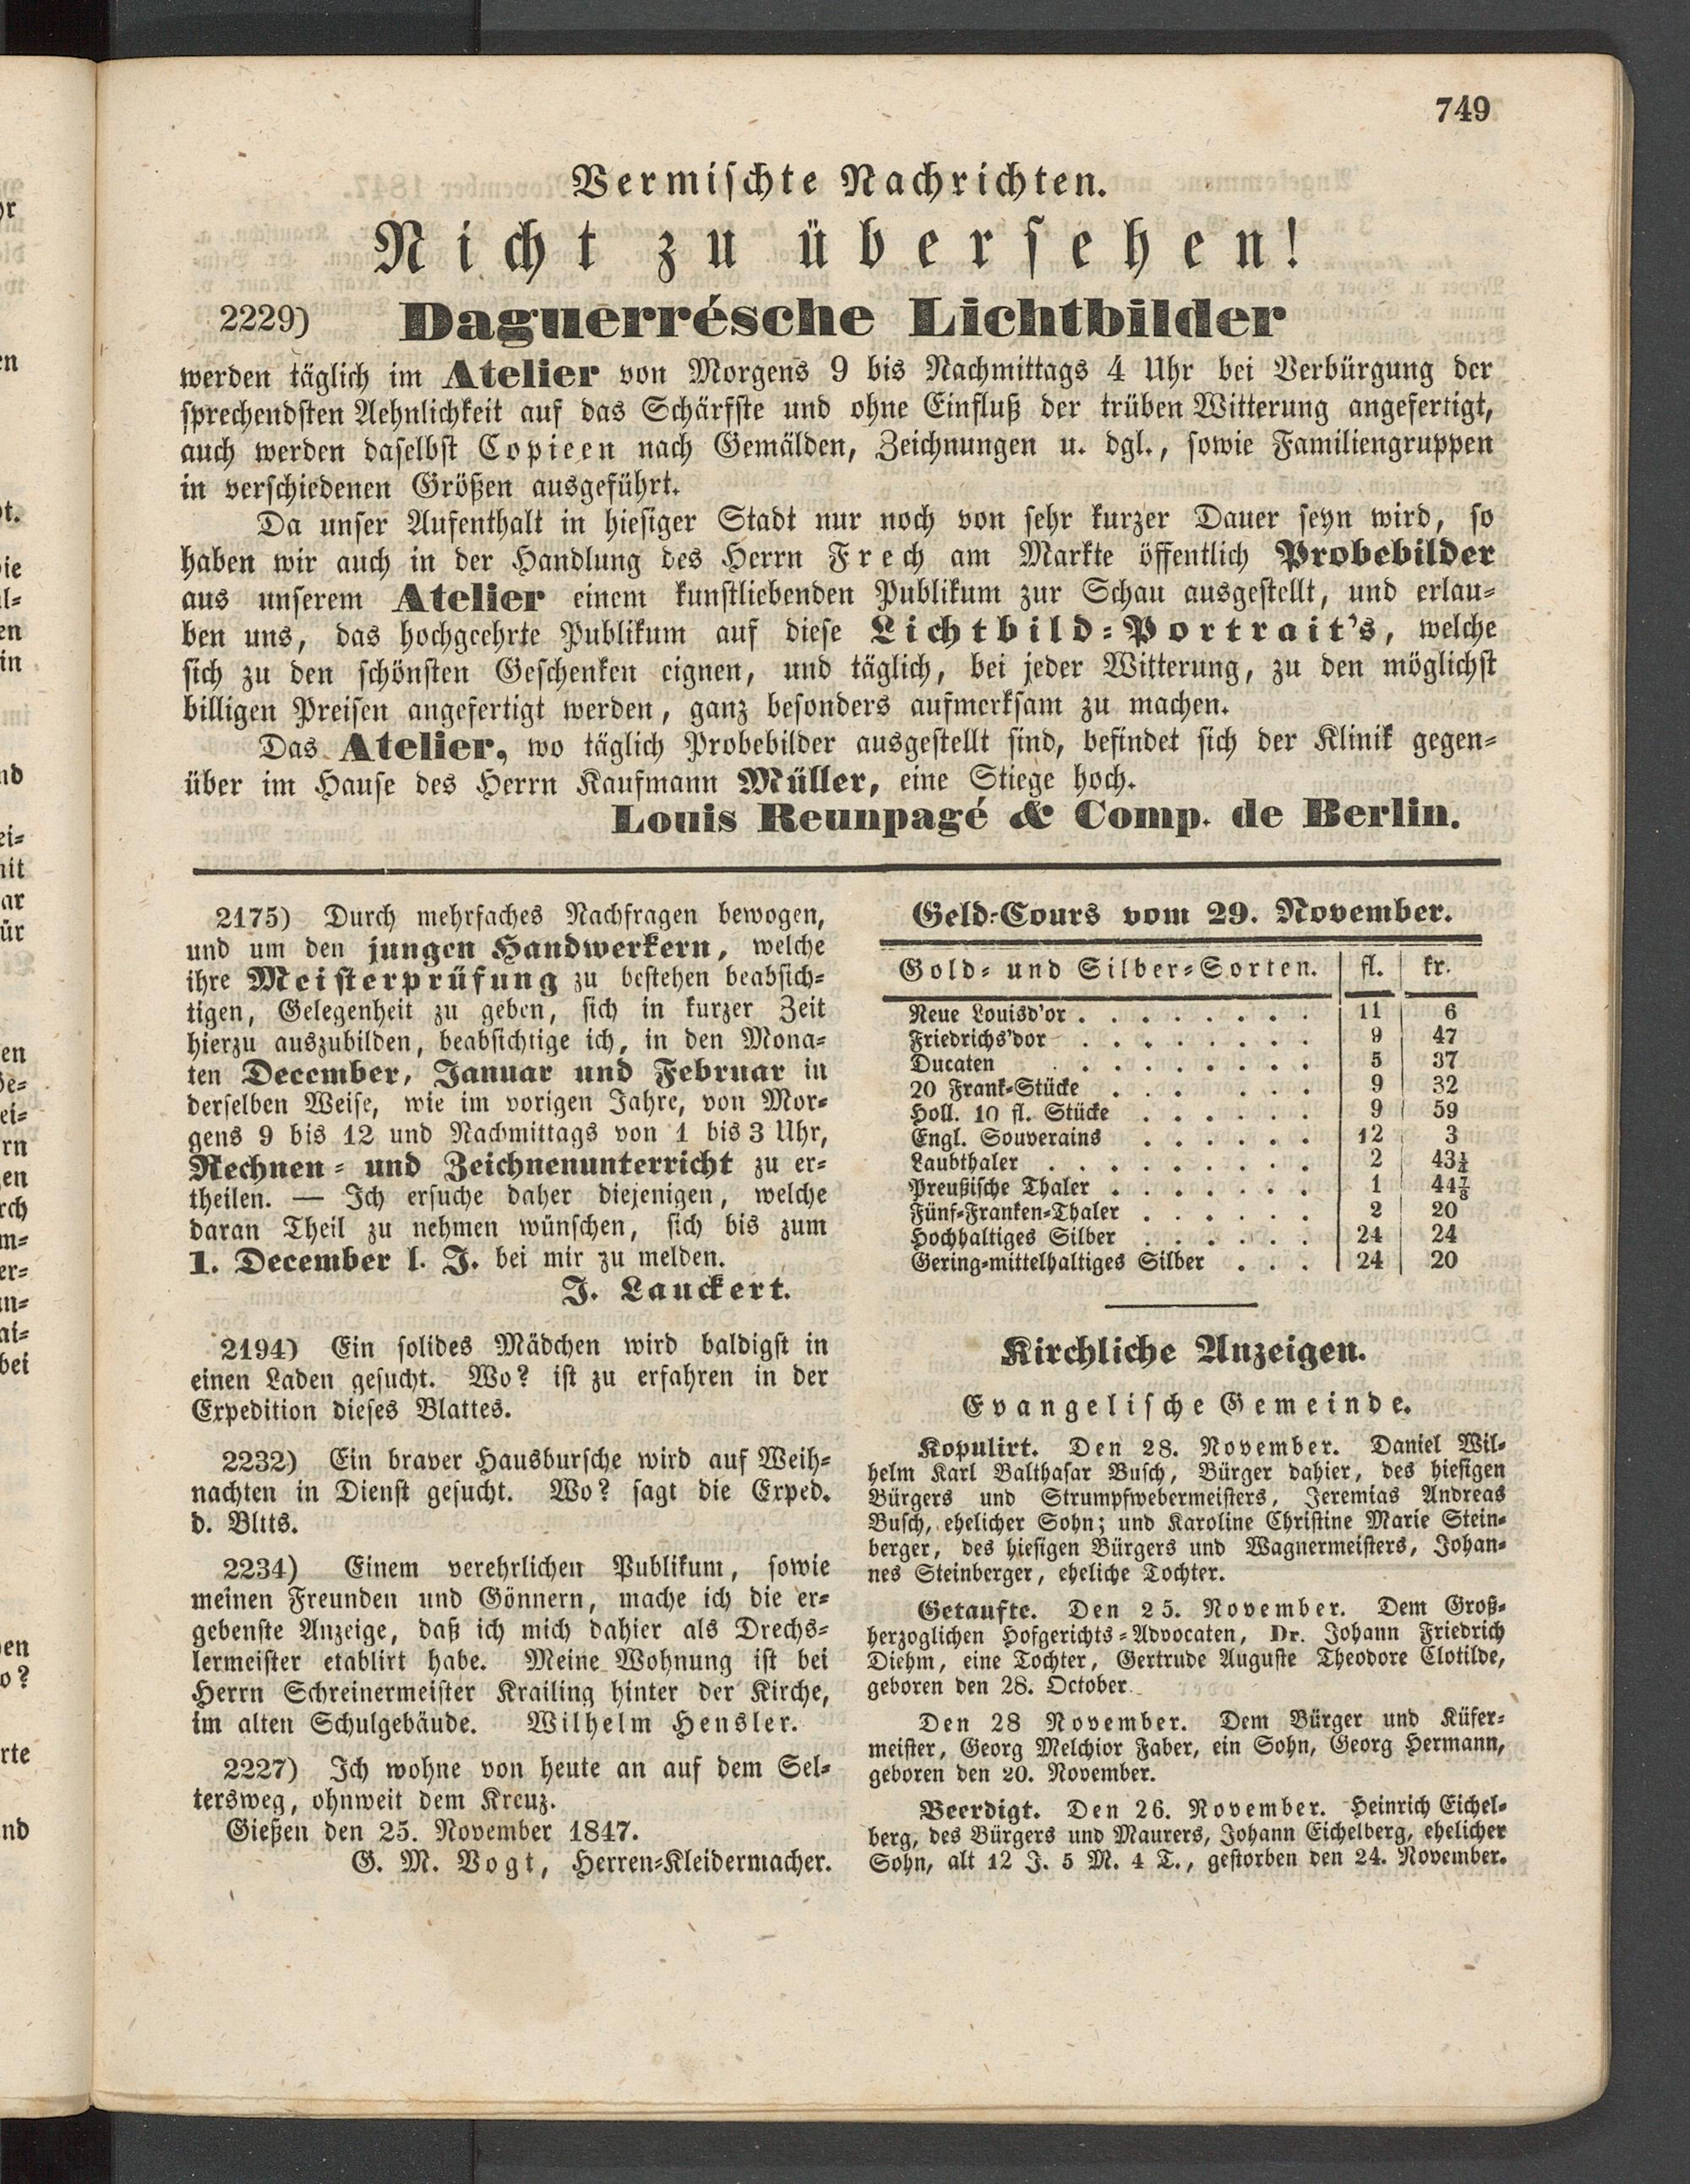 749
Vermischte Nachrichten.
Nicht zu übersehen!
2229) Daguerrésche Lichtbilder
werden täglich im Atelier von Morgens 9 bis Nachmittags 4 Uhr bei Verbürgung der
sprechendsten Aehnlichkeit auf das Schärfste und ohne Einfluß der trüben Witterung angefertigt,
auch werden daselbst Copieen nach Gemälden, Zeichnungen u. dgl., sowie Familiengruppen
in verschiedenen Größen ausgeführt.
Da unser Aufenthalt in hiesiger Stadt nur noch von sehr kurzer Dauer seyn wird, so
haben wir auch in der Handlung des Herrn Frech am Markte öffentlich Probebilder
aus unserem Atelier einem kunstliebenden Publikum zur Schau ausgestellt, und erlau-
ben uns, das hochgeehrte Publikum auf diese Lichtbild-Portrait's, welche
sich zu den schönsten Geschenken eignen, und täglich, bei jeder Witterung, zu den möglichst
billigen Preisen angefertigt werden, ganz besonders aufmerksam zu machen.
Das Atelier, wo täglich Probebilder ausgestellt sind, befindet sich der Klinik gegen-
über im Hause des Herrn Kaufmann Müller, eine Stiege hoch.
Louis Reunpagé & Comp. de Berlin.
2175) Durch mehrfaches Nachfragen bewogen,
und um den jungen Handwerkern, welche
ihre Meisterprüfung zu bestehen beabsich-
tigen, Gelegenheit zu geben, sich in kurzer Zeit
hierzu auszubilden, beabsichtige ich, in den Mona-
ten December, Januar und Februar in
derselben Weise, wie im vorigen Jahre, von Mor-
gens 9 bis 12 und Nachmittags von 1 bis 3 Uhr,
Rechnen- und Zeichnenunterricht zu er-
theilen. — Ich ersuche daher diejenigen, welche
daran Theil zu nehmen wünschen, sich bis zum
1. December l. J. bei mir zu melden.
J. Lauckert.
2194) Ein solides Mädchen wird baldigst in
einen Laden gesucht. Wo? ist zu erfahren in der
Expedition dieses Blattes.
2232) Ein braver Hausbursche wird auf Weih-
nachten in Dienst gesucht. Wo? sagt die Exped.
d. Bltts.
2234) Einem verehrlichen Publikum, sowie
meinen Freunden und Gönnern, mache ich die er-
gebenste Anzeige, daß ich mich dahier als Drechs-
lermeister etablirt habe. Meine Wohnung ist bei
Herrn Schreinermeister Krailing hinter der Kirche,
im alten Schulgebäude. Wilhelm Hensler.
2227) Ich wohne von heute an auf dem Sel-
tersweg, ohnweit dem Kreuz.
Gießen den 25. November 1847.
G. M. Vogt, Herren-Kleidermacher.
Geld-Cours vom 29. November.
Gold- und Silber-Sorten. fl. kr.
Neue Louisd'or . . . . . . . . 11 6
Friedrichs'dor . . . . . . . . 9 47
Ducaten . . . . . . . . 5 37
20 Frank-Stücke . . . . . . 9 32
Holl. 10 fl. Stücke . . . . . . 9 59
Engl. Souverains . . . . . . 12 3
Laubthaler . . . . . . . . . 2 43½
Preußische Thaler . . . . . . . 1 44⅞
Fünf-Franken-Thaler . . . . . . 2 20
Hochhaltiges Silber . . . . . . 24 24
Gering-mittelhaltiges Silber . . . 24 20
Kirchliche Anzeigen.
Evangelische Gemeinde.
Kopulirt. Den 28. November. Daniel Wil-
helm Karl Balthasar Busch, Bürger dahier, des hiesigen
Bürgers und Strumpfwebermeisters, Jeremias Andreas
Busch, ehelicher Sohn; und Karoline Christine Marie Stein-
berger, des hiesigen Bürgers und Wagnermeisters, Johan-
nes Steinberger, eheliche Tochter.
Getaufte. Den 25. November. Dem Groß-
herzoglichen Hofgerichts-Advocaten, Dr. Johann Friedrich
Diehm, eine Tochter, Gertrude Auguste Theodore Clotilde,
geboren den 28. October.
Den 28 November. Dem Bürger und Küfer-
meister, Georg Melchior Faber, ein Sohn, Georg Hermann,
geboren den 20. November.
Beerdigt. Den 26. November. Heinrich Eichel-
berg, des Bürgers und Maurers, Johann Eichelberg, ehelicher
Sohn, alt 12 J. 5 M. 4 T., gestorben den 24. November.